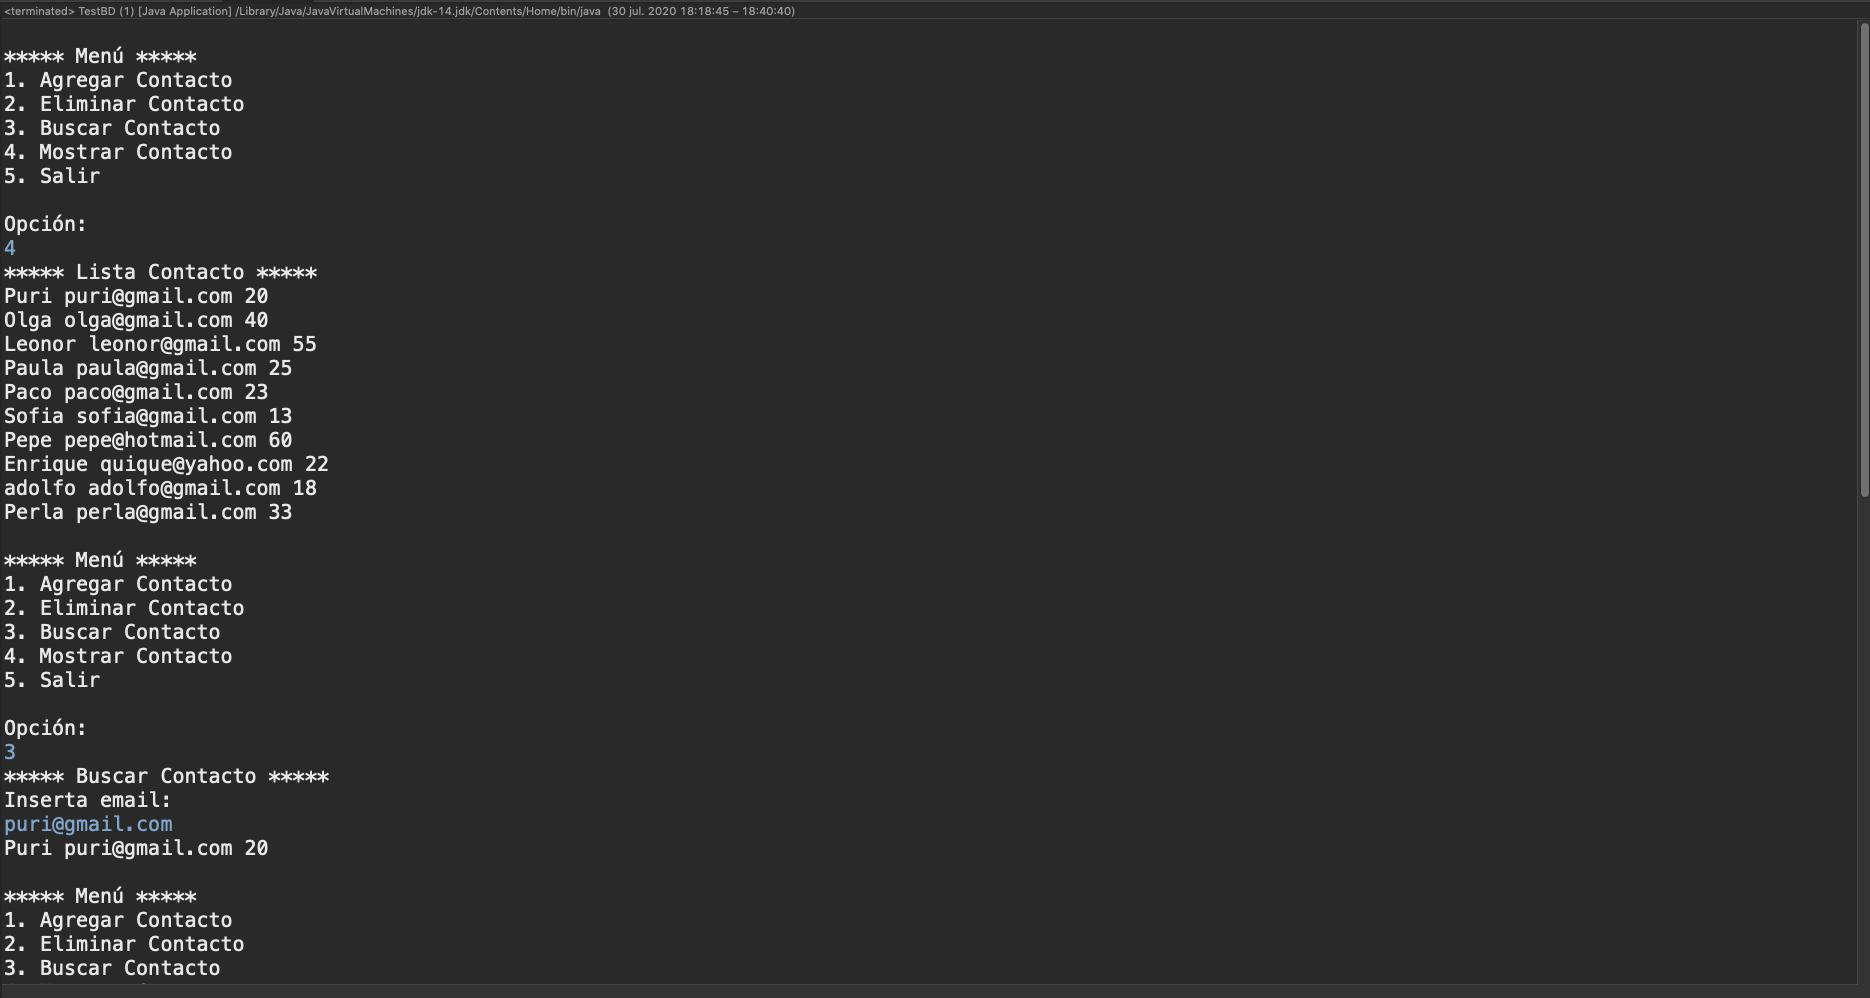 <terminated> TestBD (1) [Java Application] /Library/Java/JavaVirtualMachines/jdk-14.jdk/Contents/Home/bin/java (30 jul. 2020 18:18:45 – 18:40:40)
***** Menú *****
1. Agregar Contacto
2. Eliminar Contacto
3. Buscar Contacto
4. Mostrar Contacto
5. Salir
Opción:
4
***** Lista Contacto *****
Puri puri@gmail.com 20
Olga olga@gmail.com 40
Leonor leonor@gmail.com 55
Paula paula@gmail.com 25
Paco paco@gmail.com 23
Sofia sofia@gmail.com 13
Pepe pepe@hotmail.com 60
Enrique quique@yahoo.com 22
adolfo adolfo@gmail.com 18
Perla perla@gmail.com 33
***** Menú *****
1. Agregar Contacto
2. Eliminar Contacto
3. Buscar Contacto
4. Mostrar Contacto
5. Salir
Opción:
3
***** Buscar Contacto *****
Inserta email:
puri@gmail.com
Puri puri@gmail.com 20
***** Menú *****
1. Agregar Contacto
2. Eliminar Contacto
3. Buscar Contacto